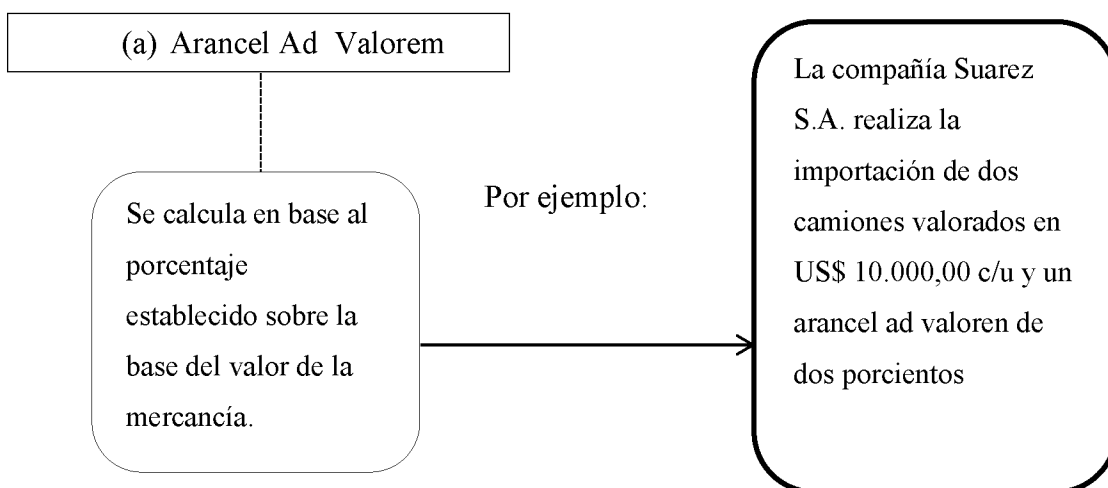 (a) Arancel Ad Valorem
Se calcula en base al
porcentaje
establecido sobre la
base del valor de la
mercancía.
Por ejemplo:
La compañía Suarez
S.A. realiza la
importación de dos
camiones valorados en
US$ 10.000,00 c/u y un
arancel ad valoren de
dos porcientos